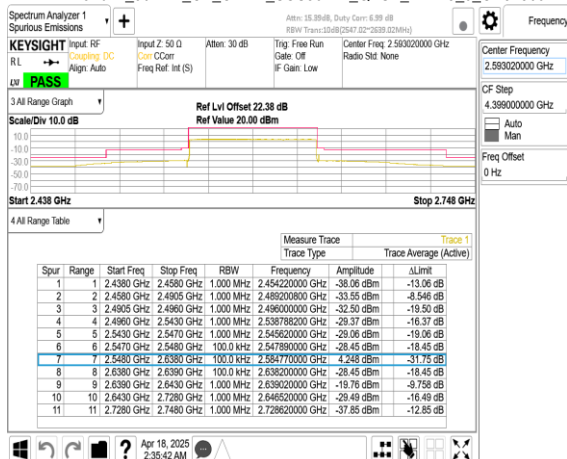 Spectrum Analyzer 1
Spurious Emissions
+
Attn: 15.99dB, Duty Corr: 6.99 dB
RBW Trans:10dB(2547.02~2639.02MHz)
Frequency
KEYSIGHT Input: RF Input Z: 50 Ω Atten: 30 dB Trig: Free Run Center Freq: 2.593020000 GHz
RL Coupling: DC Corr CCorr Gate: Off Radio Std: None
Align: Auto Freq Ref: Int (S) IF Gain: Low
LXI PASS
Center Frequency
2.593020000 GHz
CF Step
4.399000000 GHz
Auto
Man
Freq Offset
0 Hz
3 All Range Graph
Ref Lvl Offset 22.38 dB
Scale/Div 10.0 dB Ref Value 20.00 dBm
10.0
-10.0
-30.0
-50.0
-70.0
Start 2.438 GHz Stop 2.748 GHz
4 All Range Table
Measure Trace Trace 1
Trace Type Trace Average (Active)
Spur Range Start Freq Stop Freq RBW Frequency Amplitude ΔLimit
1 1 2.4380 GHz 2.4580 GHz 1.000 MHz 2.454220000 GHz -38.06 dBm -13.06 dB
2 2 2.4580 GHz 2.4905 GHz 1.000 MHz 2.489200800 GHz -33.55 dBm -8.546 dB
3 3 2.4905 GHz 2.4960 GHz 1.000 MHz 2.496000000 GHz -32.50 dBm -19.50 dB
4 4 2.4960 GHz 2.5430 GHz 1.000 MHz 2.538788200 GHz -29.37 dBm -16.37 dB
5 5 2.5430 GHz 2.5470 GHz 1.000 MHz 2.545620000 GHz -29.06 dBm -19.06 dB
6 6 2.5470 GHz 2.5480 GHz 100.0 kHz 2.547890000 GHz -28.45 dBm -18.45 dB
7 7 2.5480 GHz 2.6380 GHz 100.0 kHz 2.584770000 GHz 4.248 dBm -31.75 dB
8 8 2.6380 GHz 2.6390 GHz 100.0 kHz 2.638200000 GHz -28.45 dBm -18.45 dB
9 9 2.6390 GHz 2.6430 GHz 1.000 MHz 2.639020000 GHz -19.76 dBm -9.758 dB
10 10 2.6430 GHz 2.7280 GHz 1.000 MHz 2.646520000 GHz -29.49 dBm -16.49 dB
11 11 2.7280 GHz 2.7480 GHz 1.000 MHz 2.728620000 GHz -37.85 dBm -12.85 dB
?
Apr 18, 2025
2:35:42 AM